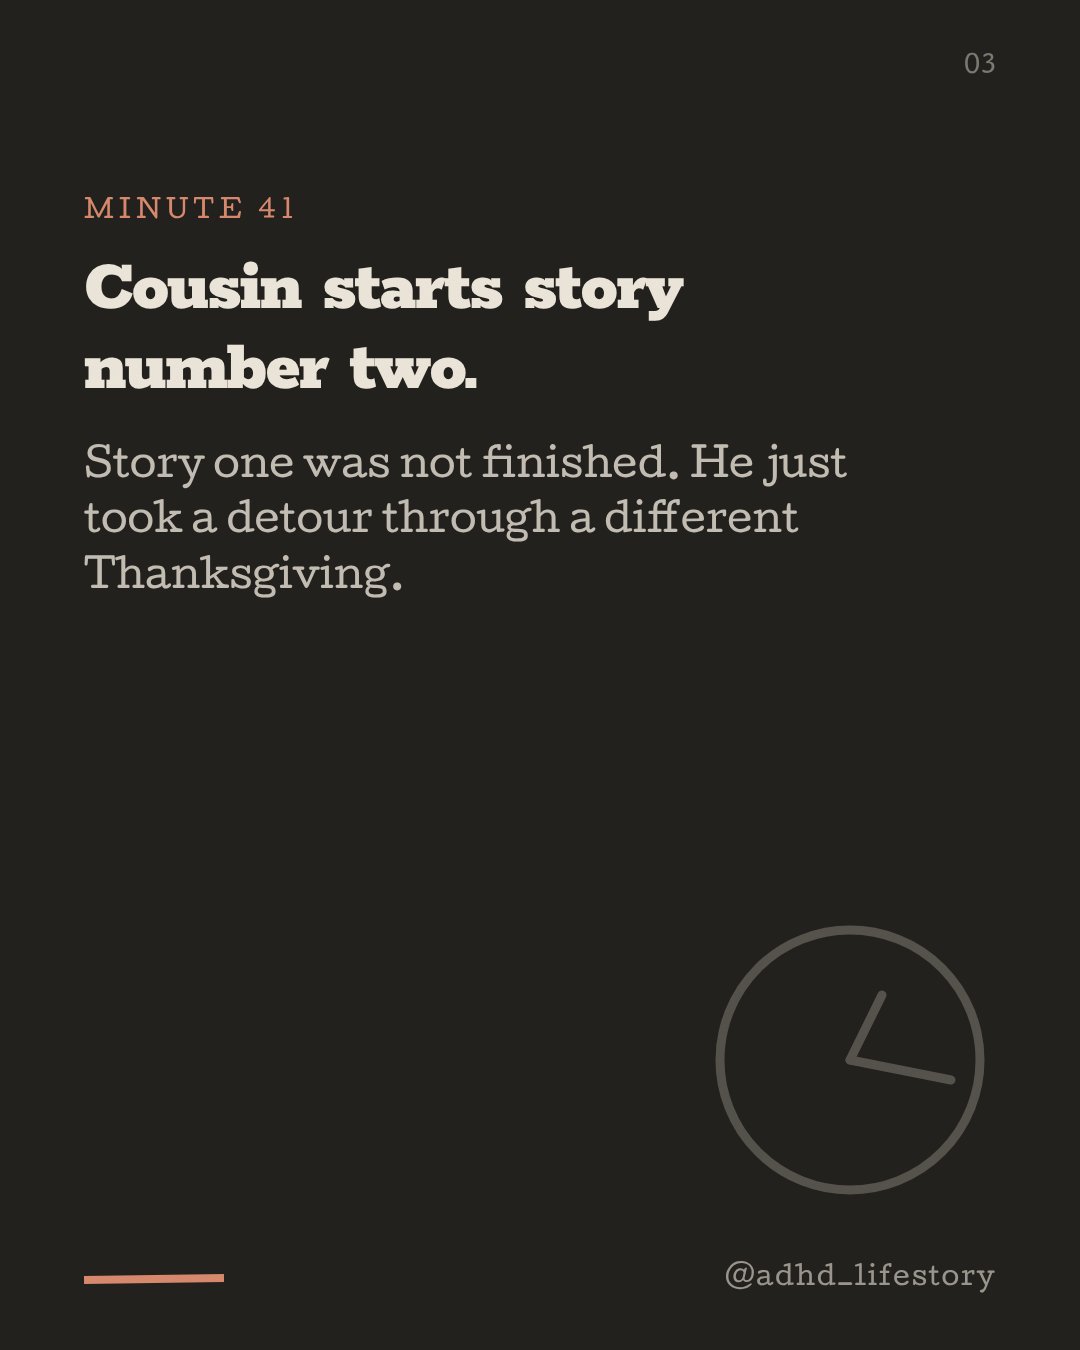 03
MINUTE 41
Cousin starts story
number two.
Story one was not finished. He just
took a detour through a different
Thanksgiving.
@adhd_lifestory